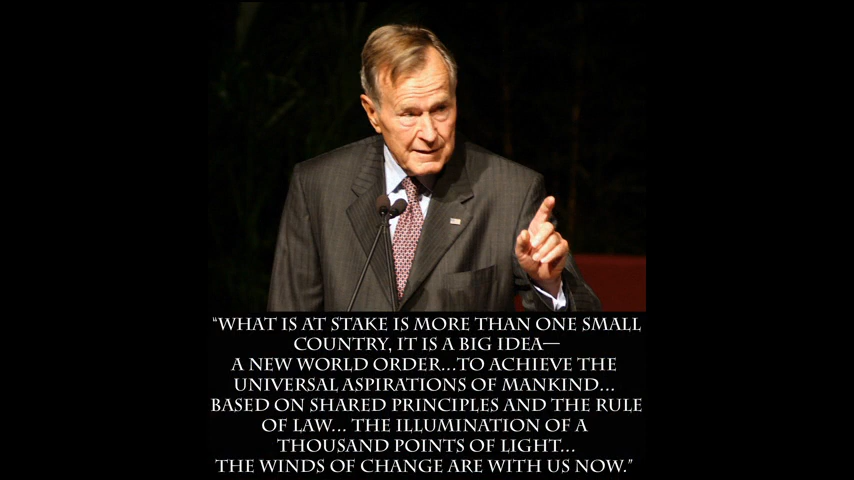 “WHAT IS AT STAKE IS MORE THAN ONE SMALL
COUNTRY, IT IS A BIG IDEA—
A NEW WORLD ORDER...TO ACHIEVE THE
UNIVERSAL ASPIRATIONS OF MANKIND...
BASED ON SHARED PRINCIPLES AND THE RULE
OF LAW... THE ILLUMINATION OF A
THOUSAND POINTS OF LIGHT...
THE WINDS OF CHANGE ARE WITH US NOW.”